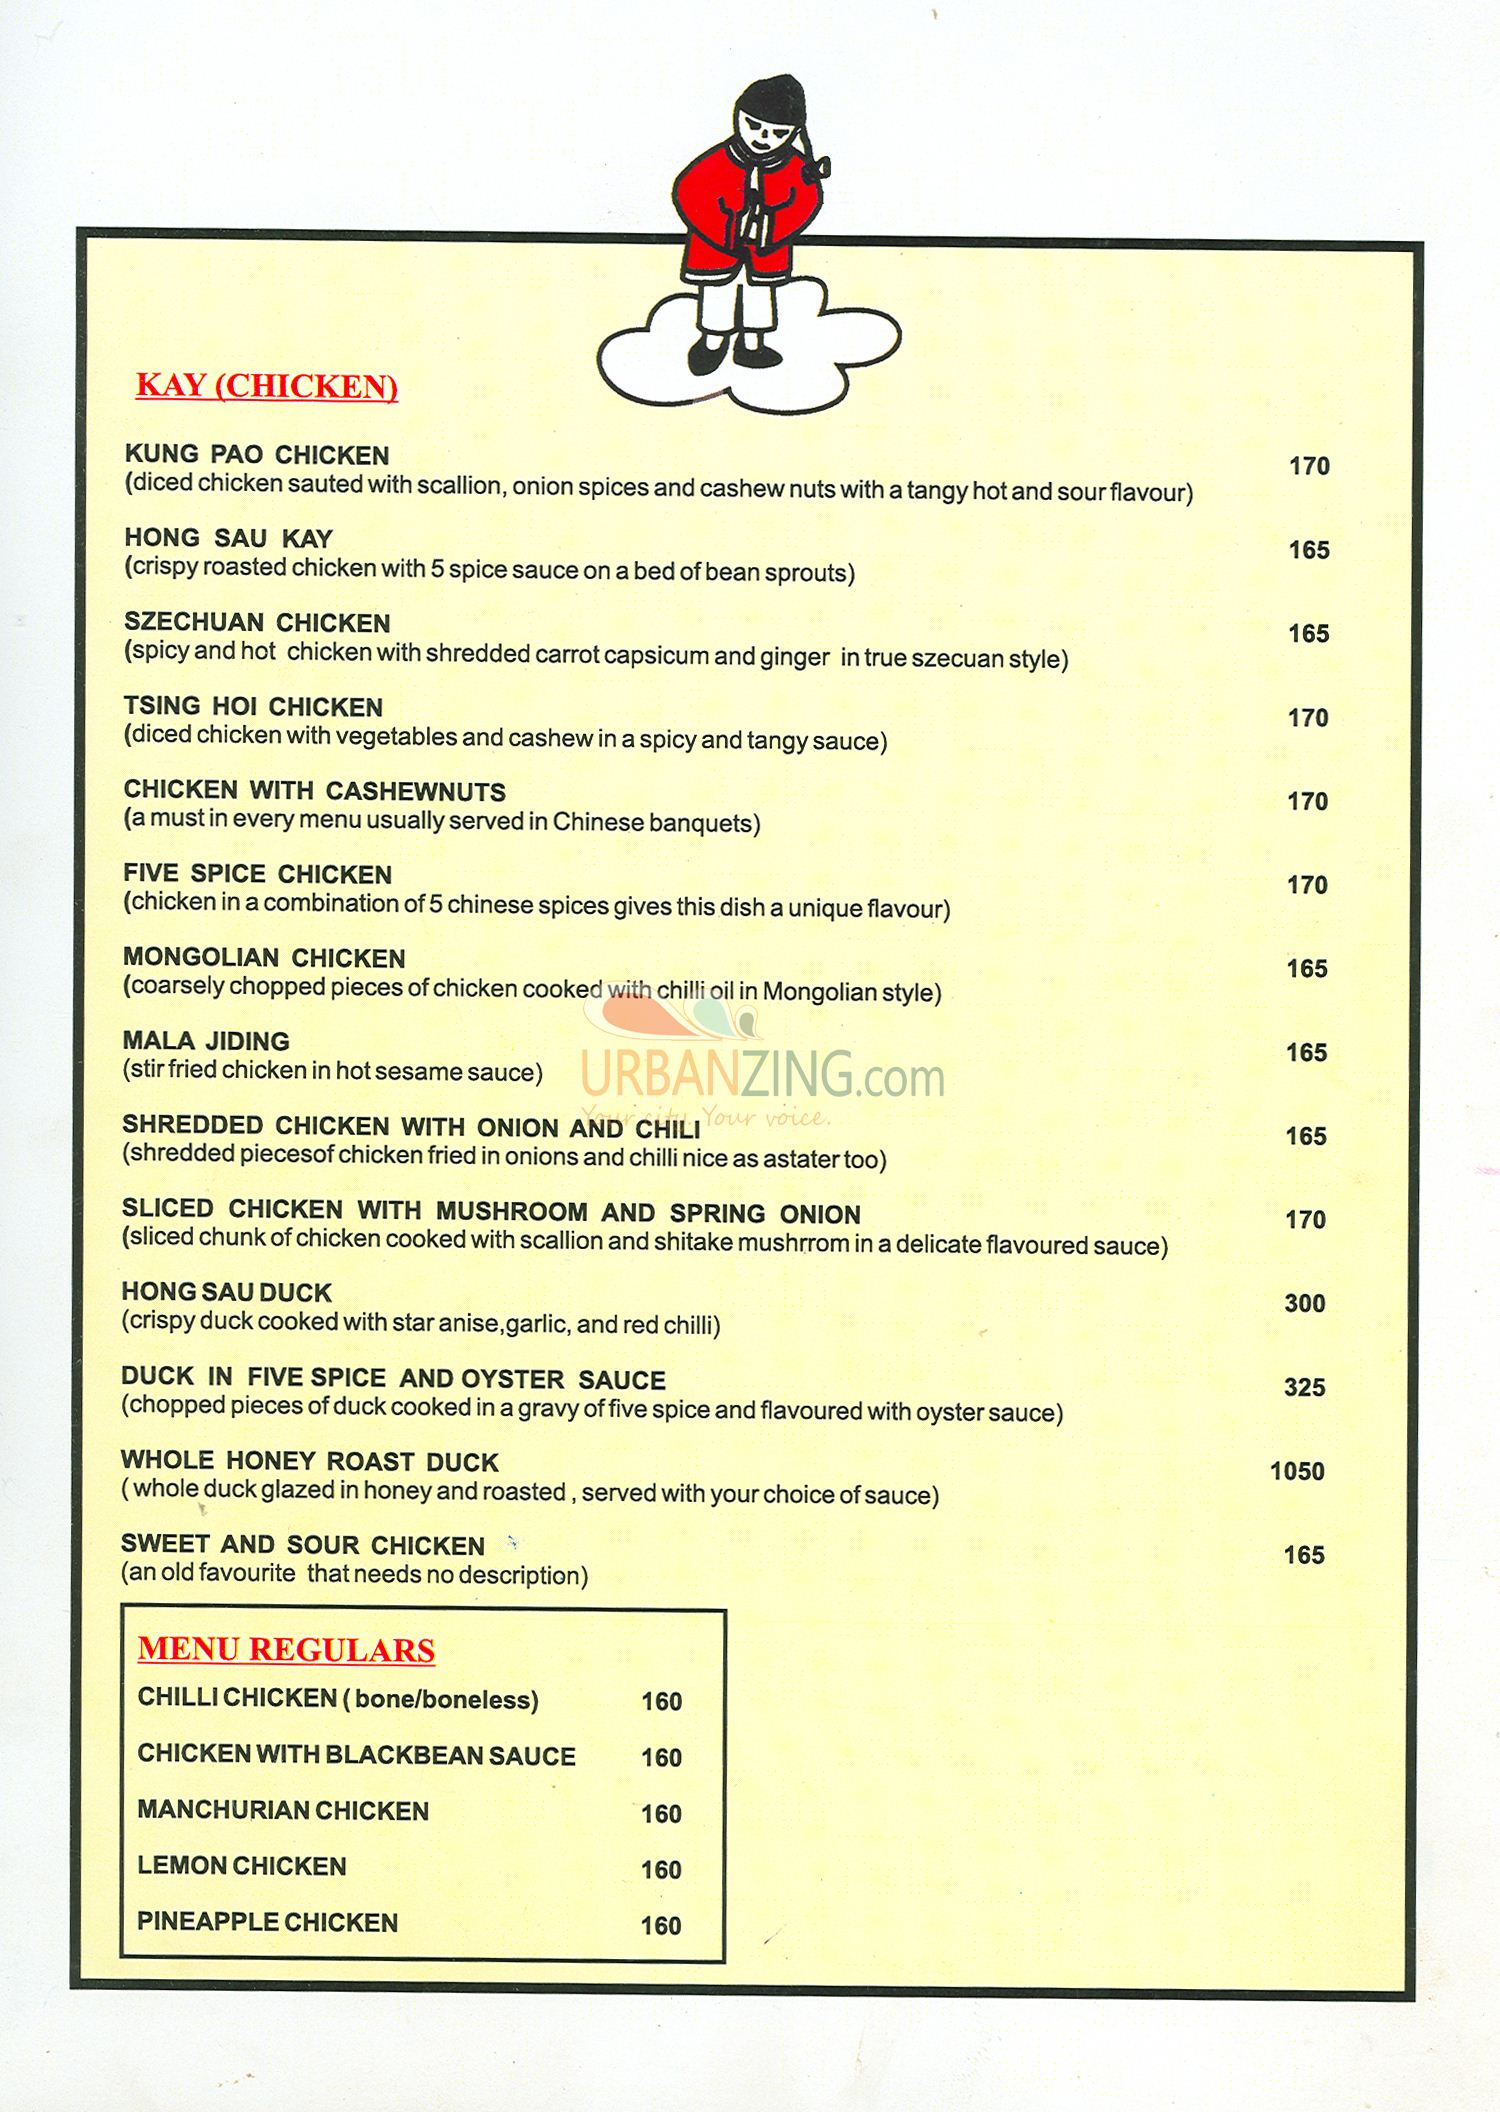 KAY (CHICKEN)
KUNG PAO CHICKEN 170
(diced chicken sauted with scallion, onion spices and cashew nuts with a tangy hot and sour flavour)
HONG SAU KAY 165
(crispy roasted chicken with 5 spice sauce on a bed of bean sprouts)
SZECHUAN CHICKEN 165
(spicy and hot chicken with shredded carrot capsicum and ginger in true szecuan style)
TSING HOI CHICKEN 170
(diced chicken with vegetables and cashew in a spicy and tangy sauce)
CHICKEN WITH CASHEWNUTS 170
(a must in every menu usually served in Chinese banquets)
FIVE SPICE CHICKEN 170
(chicken in a combination of 5 chinese spices gives this dish a unique flavour)
MONGOLIAN CHICKEN 165
(coarsely chopped pieces of chicken cooked with chilli oil in Mongolian style)
MALA JIDING 165
(stir fried chicken in hot sesame sauce)
URBANZING.com
Your city. Your voice.
SHREDDED CHICKEN WITH ONION AND CHILI 165
(shredded piecesof chicken fried in onions and chilli nice as astater too)
SLICED CHICKEN WITH MUSHROOM AND SPRING ONION 170
(sliced chunk of chicken cooked with scallion and shitake mushrrom in a delicate flavoured sauce)
HONG SAU DUCK 300
(crispy duck cooked with star anise,garlic, and red chilli)
DUCK IN FIVE SPICE AND OYSTER SAUCE 325
(chopped pieces of duck cooked in a gravy of five spice and flavoured with oyster sauce)
WHOLE HONEY ROAST DUCK 1050
( whole duck glazed in honey and roasted , served with your choice of sauce)
SWEET AND SOUR CHICKEN 165
(an old favourite that needs no description)
MENU REGULARS
CHILLI CHICKEN ( bone/boneless) 160
CHICKEN WITH BLACKBEAN SAUCE 160
MANCHURIAN CHICKEN 160
LEMON CHICKEN 160
PINEAPPLE CHICKEN 160